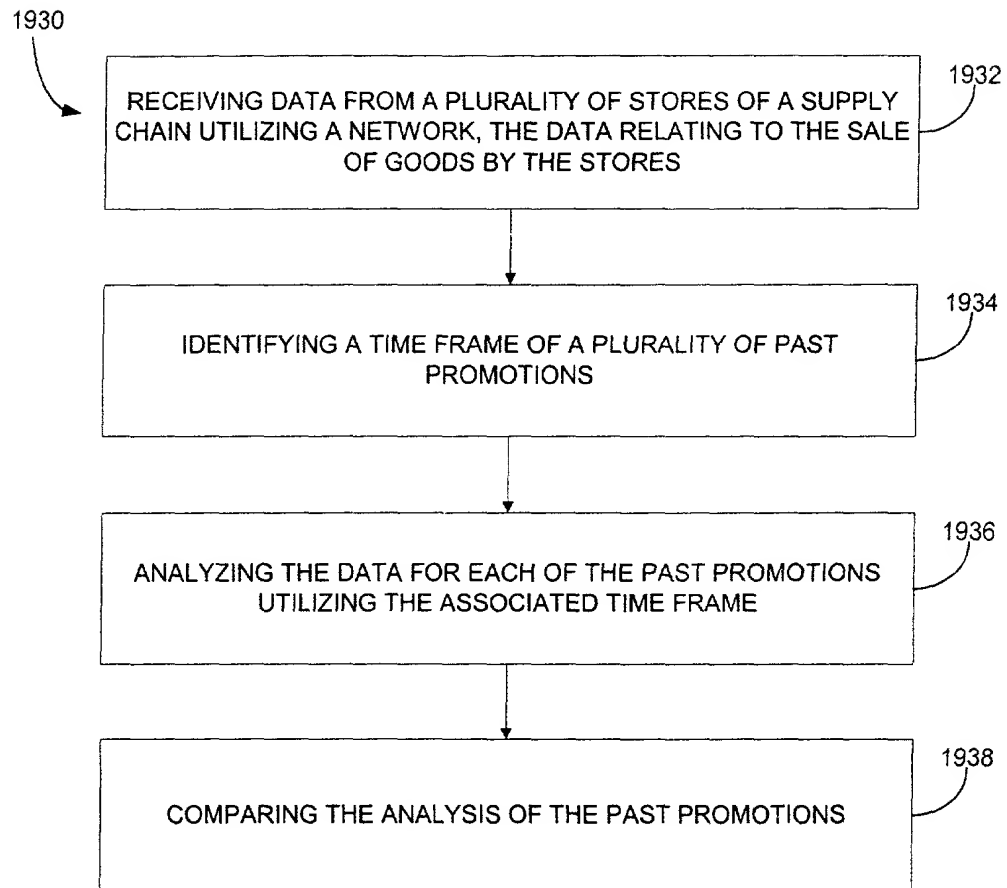 1930
1932
RECEIVING DATA FROM A PLURALITY OF STORES OF A SUPPLY
CHAIN UTILIZING A NETWORK, THE DATA RELATING TO THE SALE
OF GOODS BY THE STORES
1934
IDENTIFYING A TIME FRAME OF A PLURALITY OF PAST
PROMOTIONS
1936
ANALYZING THE DATA FOR EACH OF THE PAST PROMOTIONS
UTILIZING THE ASSOCIATED TIME FRAME
1938
COMPARING THE ANALYSIS OF THE PAST PROMOTIONS